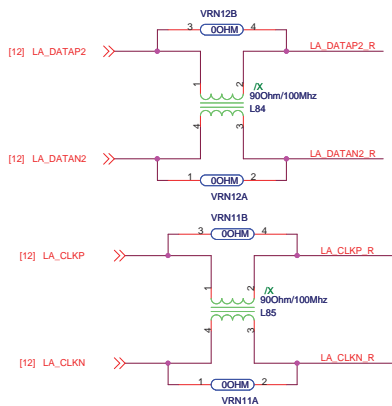 VRN12B
3 0OHM 4
[12] LA_DATAP2 LA_DATAP2_R
1 2
/X
90Ohm/100Mhz
L84
4 3
[12] LA_DATAN2 LA_DATAN2_R
1 0OHM 2
VRN12A
VRN11B
3 0OHM 4
[12] LA_CLKP LA_CLKP_R
1 2
/X
90Ohm/100Mhz
L85
4 3
[12] LA_CLKN LA_CLKN_R
1 0OHM 2
VRN11A